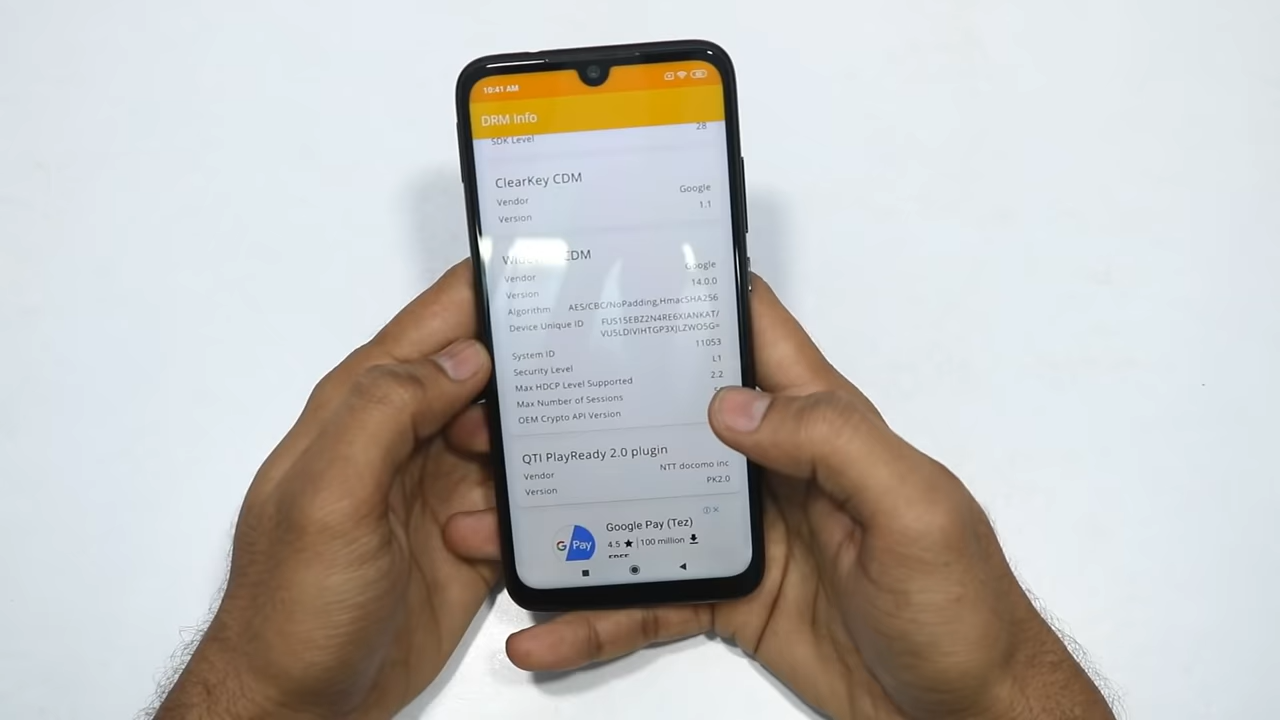 10:41 AM
DRM Info
SDK Level 28
ClearKey CDM
Vendor Google
Version 1.1
CDM
Vendor Google
Version 14.0.0
Algorithm AES/CBC/NoPadding,HmacSHA256
Device Unique ID FUS15EBZ2N4RE6XIANKAT/
VU5LDIVIHTGP3XJLZWO5G=
System ID 11053
Security Level L1
Max HDCP Level Supported 2.2
Max Number of Sessions
OEM Crypto API Version
QTI PlayReady 2.0 plugin
Vendor NTT docomo inc
Version PK2.0
Google Pay (Tez)
G Pay
4.5 ★ | 100 million
FREE